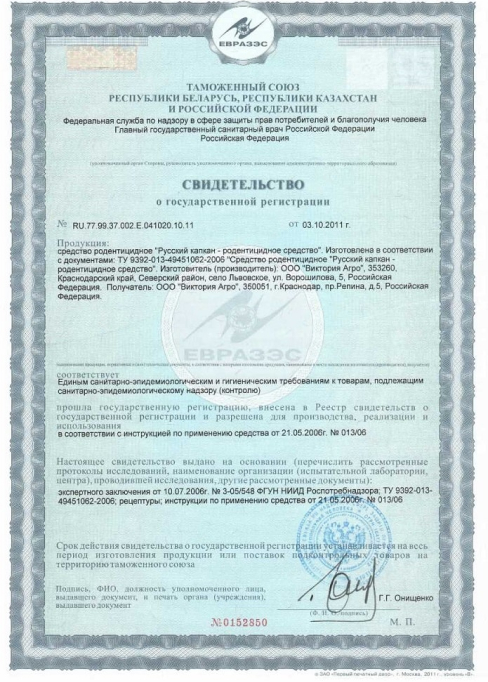 ЕВРАЗЭС
ТАМОЖЕННЫЙ СОЮЗ
РЕСПУБЛИКИ БЕЛАРУСЬ, РЕСПУБЛИКИ КАЗАХСТАН
И РОССИЙСКОЙ ФЕДЕРАЦИИ
Федеральная служба по надзору в сфере защиты прав потребителей и благополучия человека
Главный государственный санитарный врач Российской Федерации
Российская Федерация
(уполномоченный орган Стороны, руководитель уполномоченного органа, наименование административно-территориального образования)
СВИДЕТЕЛЬСТВО
о государственной регистрации
№ RU.77.99.37.002.Е.041020.10.11 от 03.10.2011 г.
Продукция:
средство родентицидное "Русский капкан - родентицидное средство". Изготовлена в соответствии
с документами: ТУ 9392-013-49451062-2006 "Средство родентицидное "Русский капкан -
родентицидное средство". Изготовитель (производитель): ООО "Виктория Агро", 353260,
Краснодарский край, Северский район, село Львовское, ул. Ворошилова, 5, Российская
Федерация. Получатель: ООО "Виктория Агро", 350051, г.Краснодар, пр.Репина, д.5, Российская
Федерация.
ЕВРАЗЭС
соответствует
Единым санитарно-эпидемиологическим и гигиеническим требованиям к товарам, подлежащим
санитарно-эпидемиологическому надзору (контролю)
прошла государственную регистрацию, внесена в Реестр свидетельств о
государственной регистрации и разрешена для производства, реализации и
использования
в соответствии с инструкцией по применению средства от 21.05.2006г. № 013/06
Настоящее свидетельство выдано на основании (перечислить рассмотренные
протоколы исследований, наименование организации (испытательной лаборатории,
центра), проводившей исследования, другие рассмотренные документы):
экспертного заключения от 10.07.2006г. № 3-05/548 ФГУН НИИД Роспотребнадзора; ТУ 9392-013-
49451062-2006; рецептуры; инструкции по применению средства от 21.05.2006г. № 013/06
Срок действия свидетельства о государственной регистрации устанавливается на весь
период изготовления продукции или поставок подконтрольных товаров на
территорию таможенного союза
Подпись, ФИО, должность уполномоченного лица,
выдавшего документ, и печать органа (учреждения),
выдавшего документ
Г.Г. Онищенко
(Ф. И. О./подпись)
№0152850
М. П.
© ЗАО «Первый печатный двор», г. Москва, 2011 г., уровень «В».